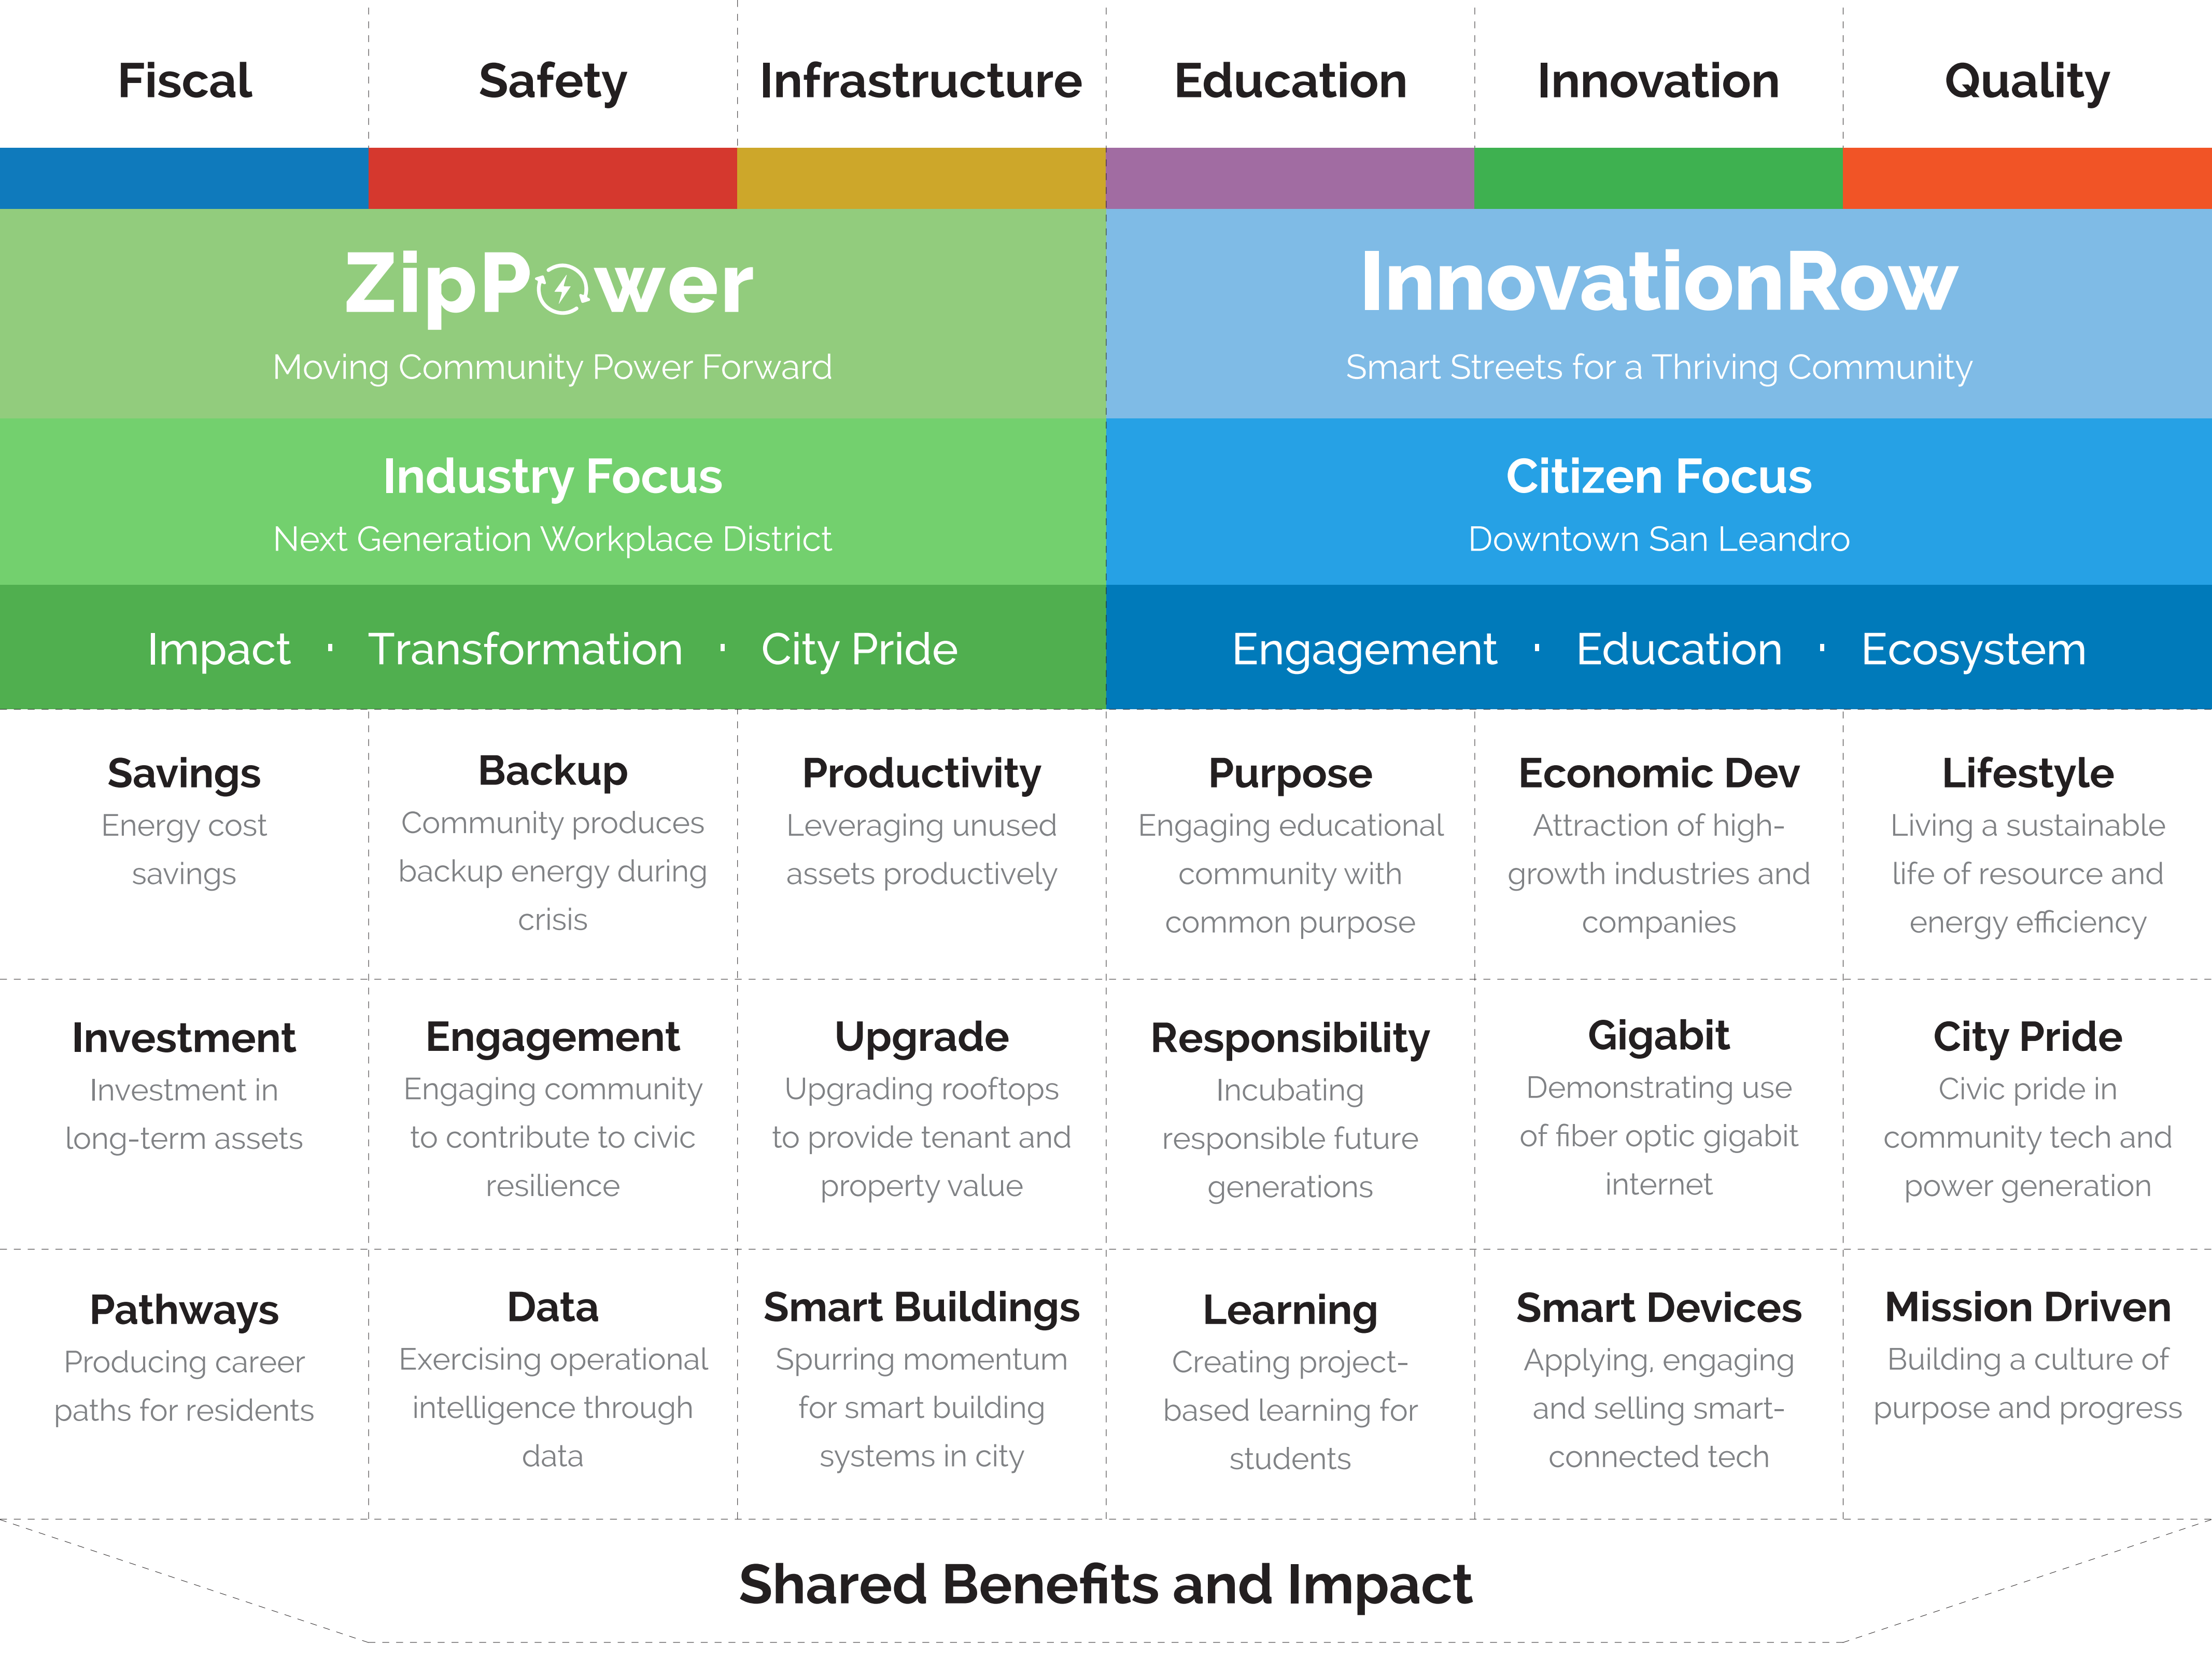 Fiscal
Safety
Infrastructure
Education
Innovation
Quality
ZipPower
Moving Community Power Forward
InnovationRow
Smart Streets for a Thriving Community
Industry Focus
Next Generation Workplace District
Citizen Focus
Downtown San Leandro
Impact · Transformation · City Pride
Engagement · Education · Ecosystem
Savings
Energy cost
savings
Backup
Community produces
backup energy during
crisis
Productivity
Leveraging unused
assets productively
Purpose
Engaging educational
community with
common purpose
Economic Dev
Attraction of high-
growth industries and
companies
Lifestyle
Living a sustainable
life of resource and
energy efficiency
Investment
Investment in
long-term assets
Engagement
Engaging community
to contribute to civic
resilience
Upgrade
Upgrading rooftops
to provide tenant and
property value
Responsibility
Incubating
responsible future
generations
Gigabit
Demonstrating use
of fiber optic gigabit
internet
City Pride
Civic pride in
community tech and
power generation
Pathways
Producing career
paths for residents
Data
Exercising operational
intelligence through
data
Smart Buildings
Spurring momentum
for smart building
systems in city
Learning
Creating project-
based learning for
students
Smart Devices
Applying, engaging
and selling smart-
connected tech
Mission Driven
Building a culture of
purpose and progress
Shared Benefits and Impact